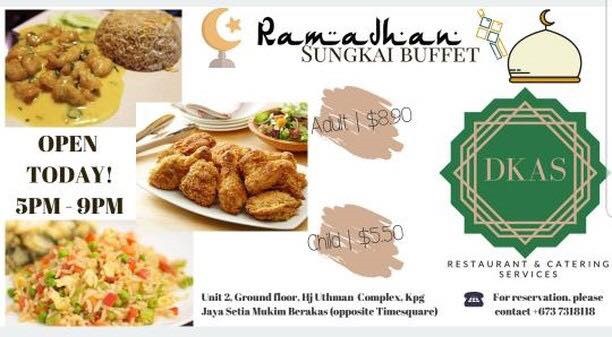 Ramadhan
SUNGKAI BUFFET
OPEN
TODAY!
5PM - 9PM
Adult | $8.90
Child | $5.50
DKAS
RESTAURANT & CATERING
SERVICES
Unit 2, Ground floor, Hj Uthman Complex, Kpg
Jaya Setia Mukim Berakas (opposite Timesquare)
For reservation, please
contact +673 7318118